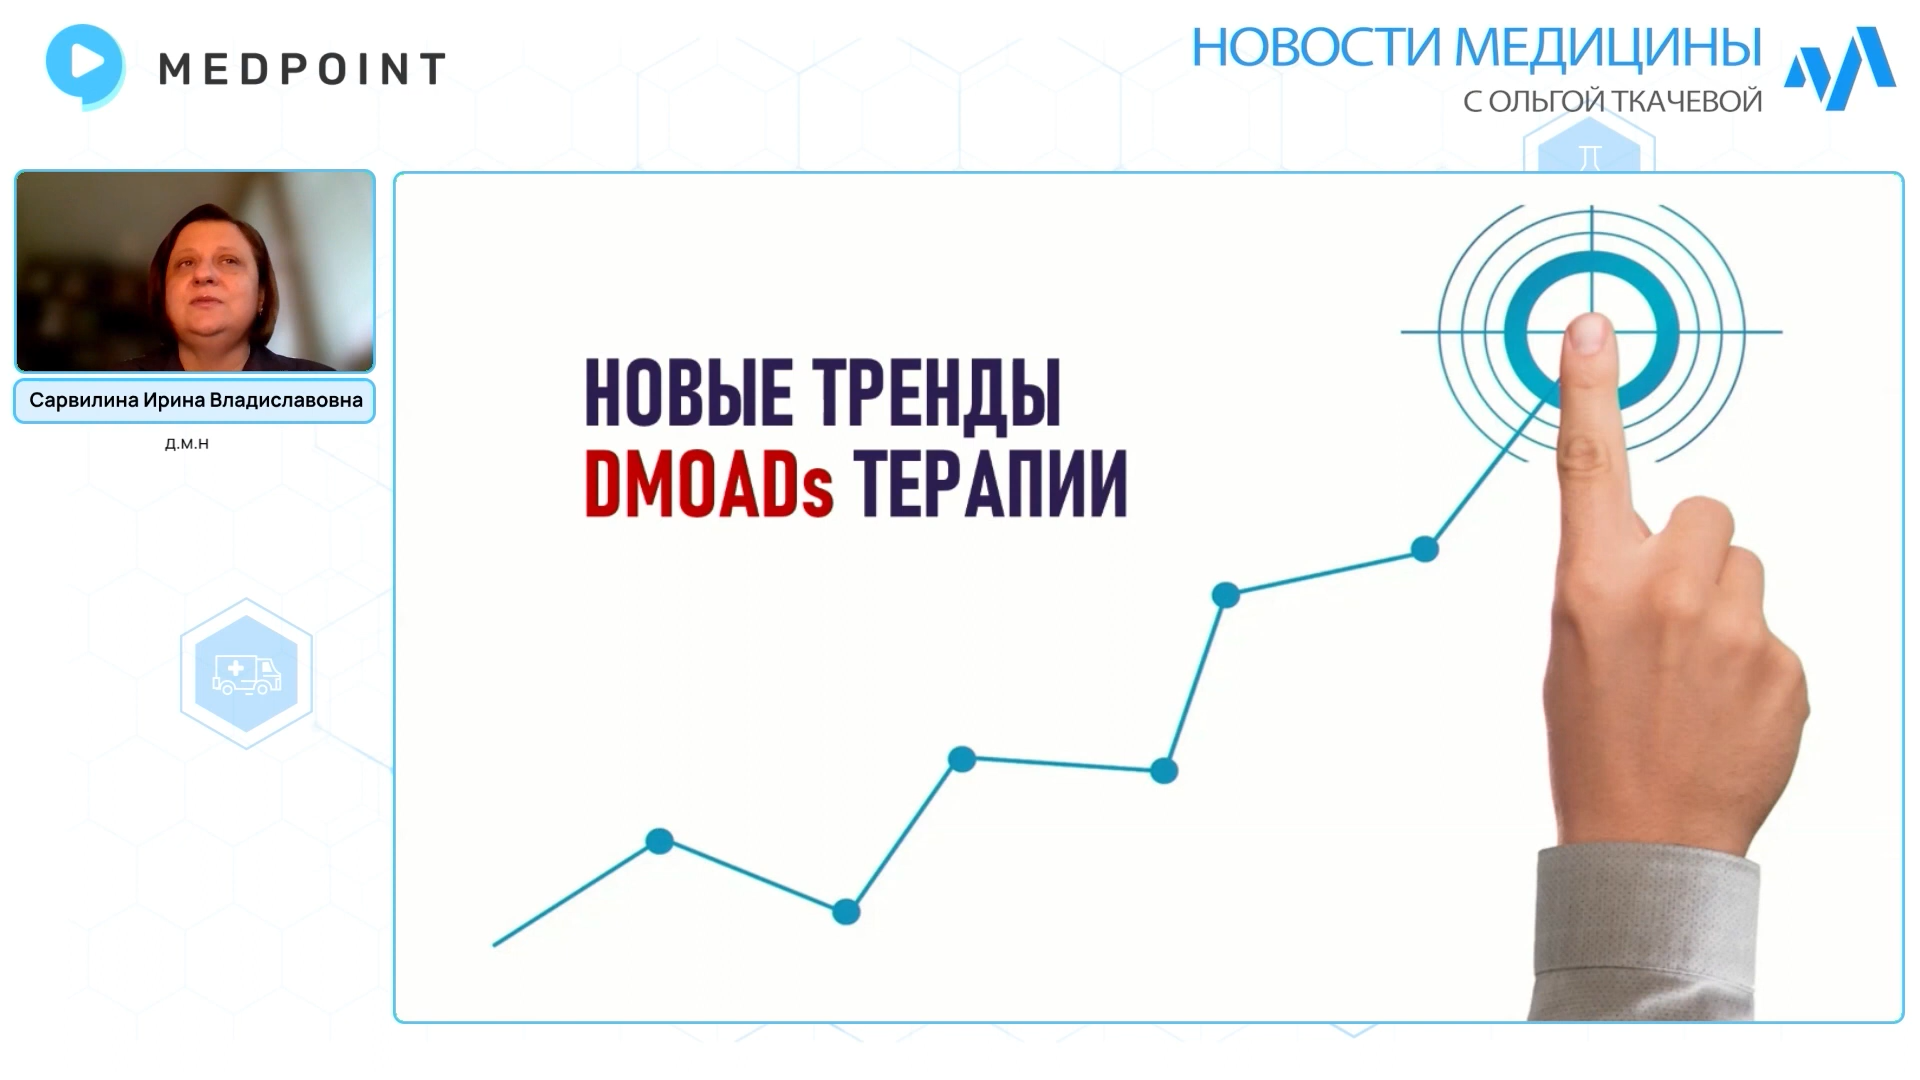 MEDPOINT
НОВОСТИ МЕДИЦИНЫ
С ОЛЬГОЙ ТКАЧЕВОЙ
Сарвилина Ирина Владиславовна
д.м.н
НОВЫЕ ТРЕНДЫ
DMOADs ТЕРАПИИ